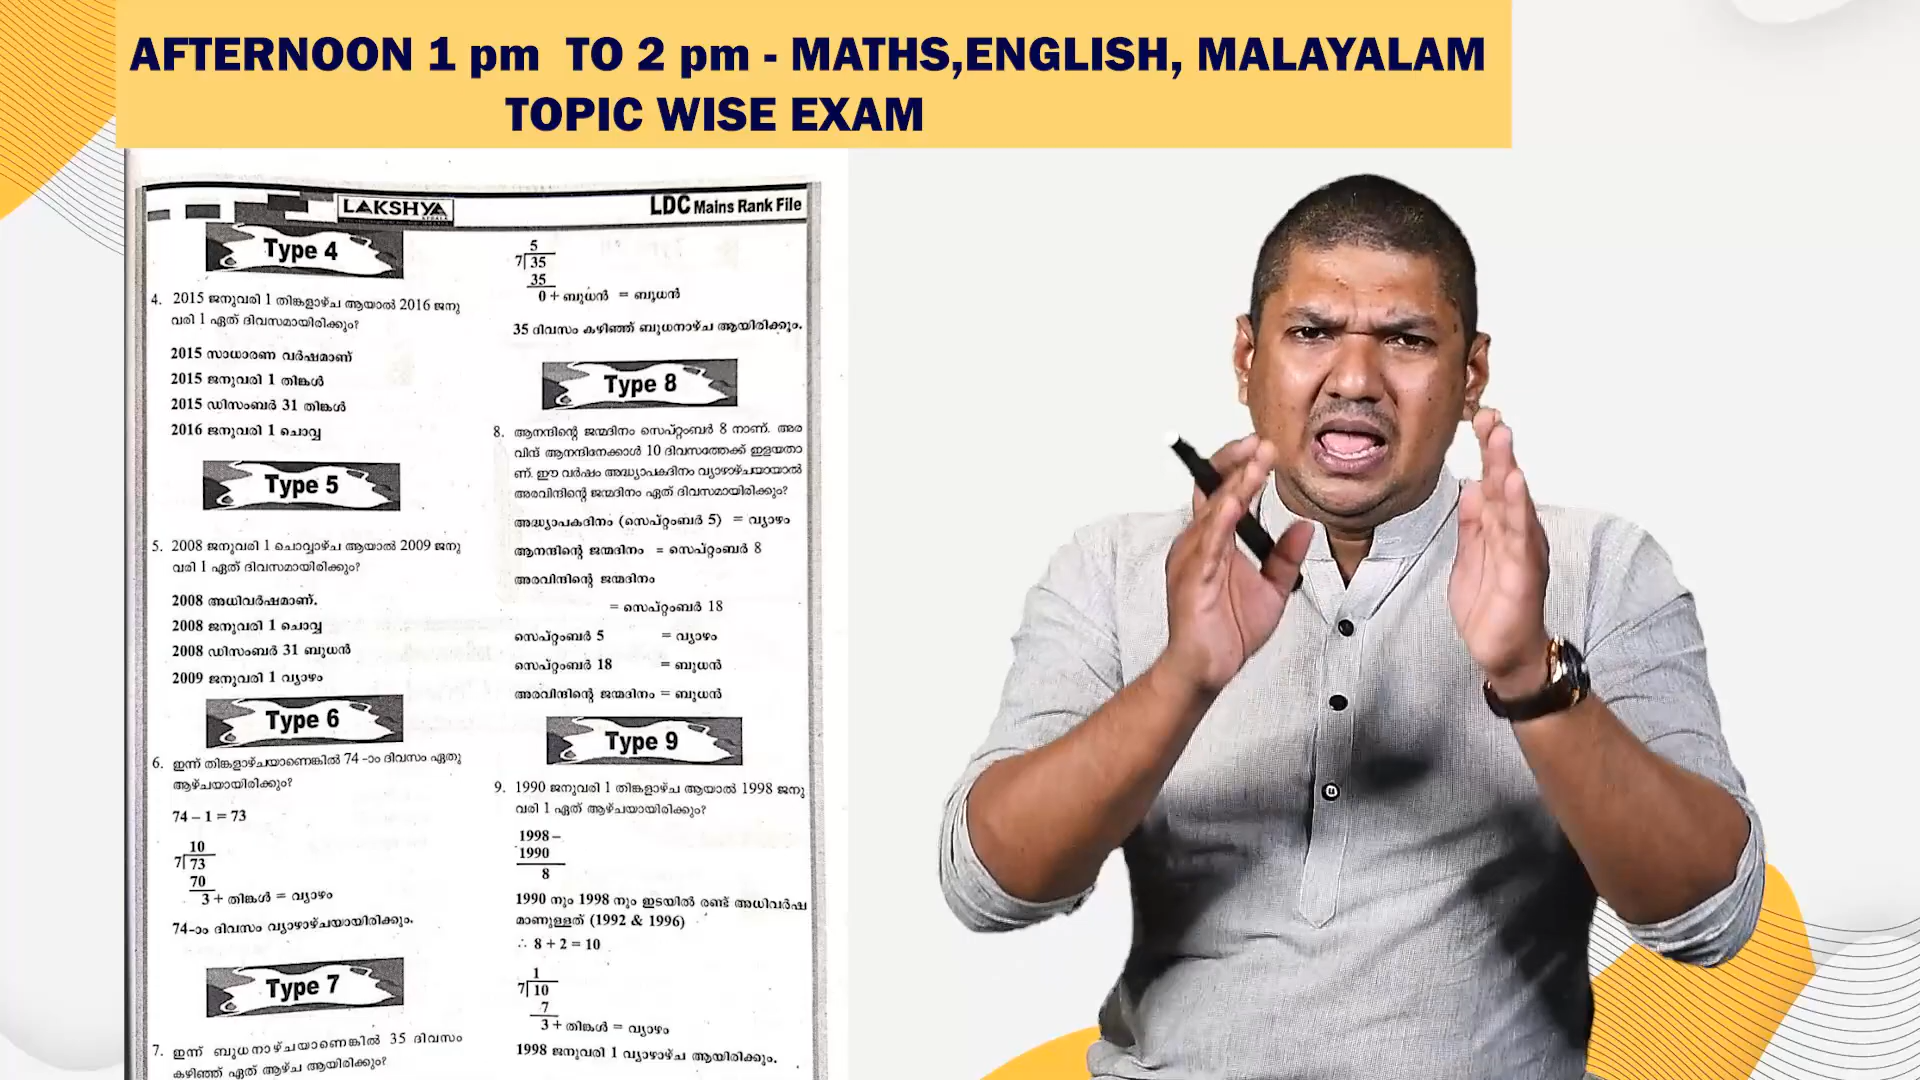 AFTERNOON 1 pm TO 2 pm - MATHS,ENGLISH, MALAYALAM
TOPIC WISE EXAM
LAKSHYA
LDC Mains Rank File
Type 4
4. 2015 ജനുവരി 1 തിങ്കളാഴ്ച ആയാൽ 2016 ജനു
വരി 1 ഏത് ദിവസമായിരിക്കും?
2015 സാധാരണ വർഷമാണ്
2015 ജനുവരി 1 തിങ്കൾ
2015 ഡിസംബർ 31 തിങ്കൾ
2016 ജനുവരി 1 ചൊവ്വ
Type 5
5. 2008 ജനുവരി 1 ചൊവ്വാഴ്ച ആയാൽ 2009 ജനു
വരി 1 ഏത് ദിവസമായിരിക്കും?
2008 അധിവർഷമാണ്.
2008 ജനുവരി 1 ചൊവ്വ
2008 ഡിസംബർ 31 ബുധൻ
2009 ജനുവരി 1 വ്യാഴം
Type 6
6. ഇന്ന് തിങ്കളാഴ്ചയാണെങ്കിൽ 74 -ാം ദിവസം ഏതു
ആഴ്ചയായിരിക്കും?
74 – 1 = 73
10
7 73
70
3 + തിങ്കൾ = വ്യാഴം
74-ാം ദിവസം വ്യാഴാഴ്ചയായിരിക്കും.
Type 7
7. ഇന്ന് ബുധനാഴ്ചയാണെങ്കിൽ 35 ദിവസം
കഴിഞ്ഞ് ഏത് ആഴ്ച ആയിരിക്കും?
5
7 35
35
0 + ബുധൻ = ബുധൻ
35 ദിവസം കഴിഞ്ഞ് ബുധനാഴ്ച ആയിരിക്കും.
Type 8
8. ആനന്ദിന്റെ ജന്മദിനം സെപ്റ്റംബർ 8 നാണ്. അര
വിന്ദ് ആനന്ദിനേക്കാൾ 10 ദിവസത്തേക്ക് ഇളയതാ
ണ്. ഈ വർഷം അദ്ധ്യാപകദിനം വ്യാഴാഴ്ചയായാൽ
അരവിന്ദിന്റെ ജന്മദിനം ഏത് ദിവസമായിരിക്കും?
അദ്ധ്യാപകദിനം (സെപ്റ്റംബർ 5) = വ്യാഴം
ആനന്ദിന്റെ ജന്മദിനം = സെപ്റ്റംബർ 8
അരവിന്ദിന്റെ ജന്മദിനം
= സെപ്റ്റംബർ 18
സെപ്റ്റംബർ 5 = വ്യാഴം
സെപ്റ്റംബർ 18 = ബുധൻ
അരവിന്ദിന്റെ ജന്മദിനം = ബുധൻ
Type 9
9. 1990 ജനുവരി 1 തിങ്കളാഴ്ച ആയാൽ 1998 ജനു
വരി 1 ഏത് ആഴ്ചയായിരിക്കും?
1998 –
1990
8
1990 നും 1998 നും ഇടയിൽ രണ്ട് അധിവർഷ
മാണുള്ളത് (1992 & 1996)
∴ 8 + 2 = 10
1
7 10
7
3 + തിങ്കൾ = വ്യാഴം
1998 ജനുവരി 1 വ്യാഴാഴ്ച ആയിരിക്കും.